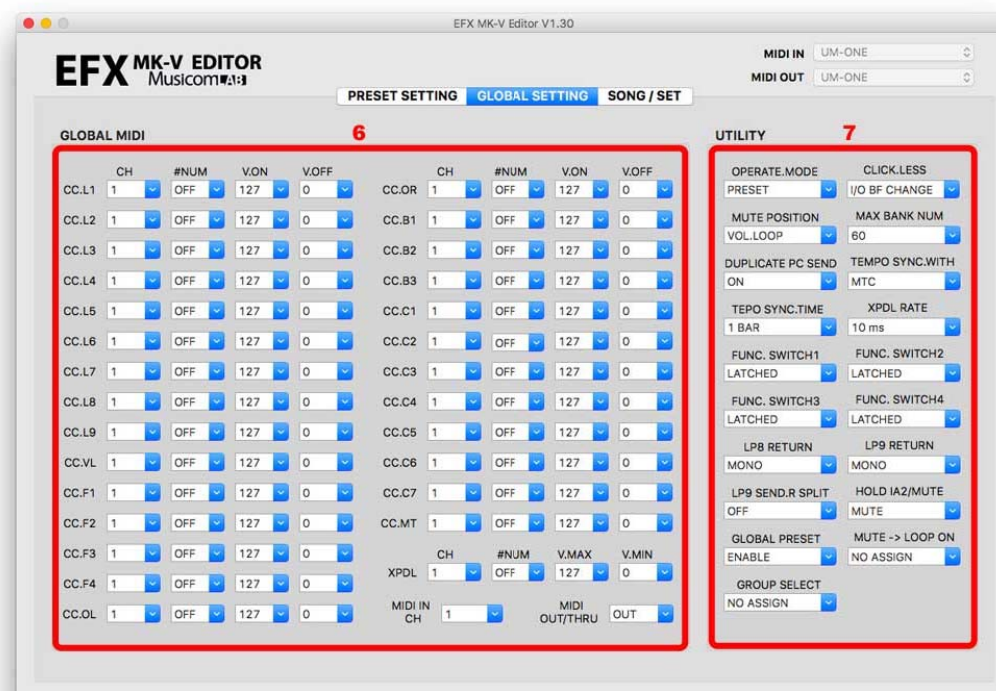 EFX MK-V Editor V1.30
EFX MK-V EDITOR
MusicomLAB
MIDI IN UM-ONE
MIDI OUT UM-ONE
PRESET SETTING GLOBAL SETTING SONG / SET
GLOBAL MIDI 6
CH #NUM V.ON V.OFF CH #NUM V.ON V.OFF
CC.L1 1 OFF 127 0 CC.OR 1 OFF 127 0
CC.L2 1 OFF 127 0 CC.B1 1 OFF 127 0
CC.L3 1 OFF 127 0 CC.B2 1 OFF 127 0
CC.L4 1 OFF 127 0 CC.B3 1 OFF 127 0
CC.L5 1 OFF 127 0 CC.C1 1 OFF 127 0
CC.L6 1 OFF 127 0 CC.C2 1 OFF 127 0
CC.L7 1 OFF 127 0 CC.C3 1 OFF 127 0
CC.L8 1 OFF 127 0 CC.C4 1 OFF 127 0
CC.L9 1 OFF 127 0 CC.C5 1 OFF 127 0
CC.VL 1 OFF 127 0 CC.C6 1 OFF 127 0
CC.F1 1 OFF 127 0 CC.C7 1 OFF 127 0
CC.F2 1 OFF 127 0 CC.MT 1 OFF 127 0
CC.F3 1 OFF 127 0 CH #NUM V.MAX V.MIN
CC.F4 1 OFF 127 0 XPDL 1 OFF 127 0
CC.OL 1 OFF 127 0 MIDI IN CH 1 MIDI OUT/THRU OUT
UTILITY 7
OPERATE.MODE CLICK.LESS
PRESET I/O BF CHANGE
MUTE POSITION MAX BANK NUM
VOL.LOOP 60
DUPLICATE PC SEND TEMPO SYNC.WITH
ON MTC
TEPO SYNC.TIME XPDL RATE
1 BAR 10 ms
FUNC. SWITCH1 FUNC. SWITCH2
LATCHED LATCHED
FUNC. SWITCH3 FUNC. SWITCH4
LATCHED LATCHED
LP8 RETURN LP9 RETURN
MONO MONO
LP9 SEND.R SPLIT HOLD IA2/MUTE
OFF MUTE
GLOBAL PRESET MUTE -> LOOP ON
ENABLE NO ASSIGN
GROUP SELECT
NO ASSIGN